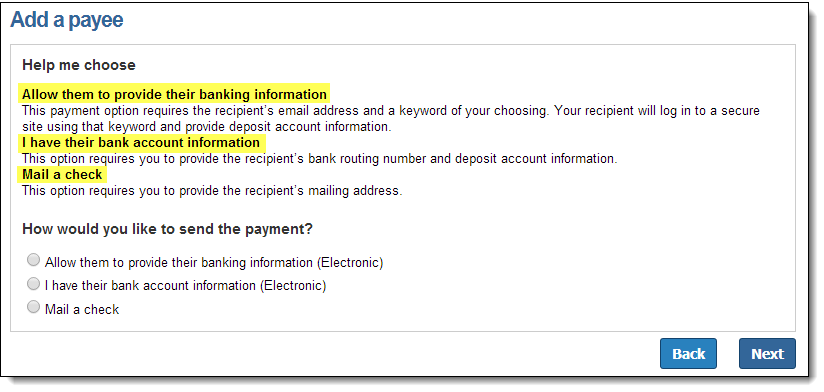 Add a payee
Help me choose
Allow them to provide their banking information
This payment option requires the recipient's email address and a keyword of your choosing. Your recipient will log in to a secure
site using that keyword and provide deposit account information.
I have their bank account information
This option requires you to provide the recipient's bank routing number and deposit account information.
Mail a check
This option requires you to provide the recipient's mailing address.
How would you like to send the payment?
Allow them to provide their banking information (Electronic)
I have their bank account information (Electronic)
Mail a check
Back Next